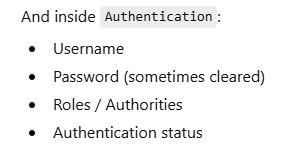 And inside Authentication:
• Username
• Password (sometimes cleared)
• Roles / Authorities
• Authentication status